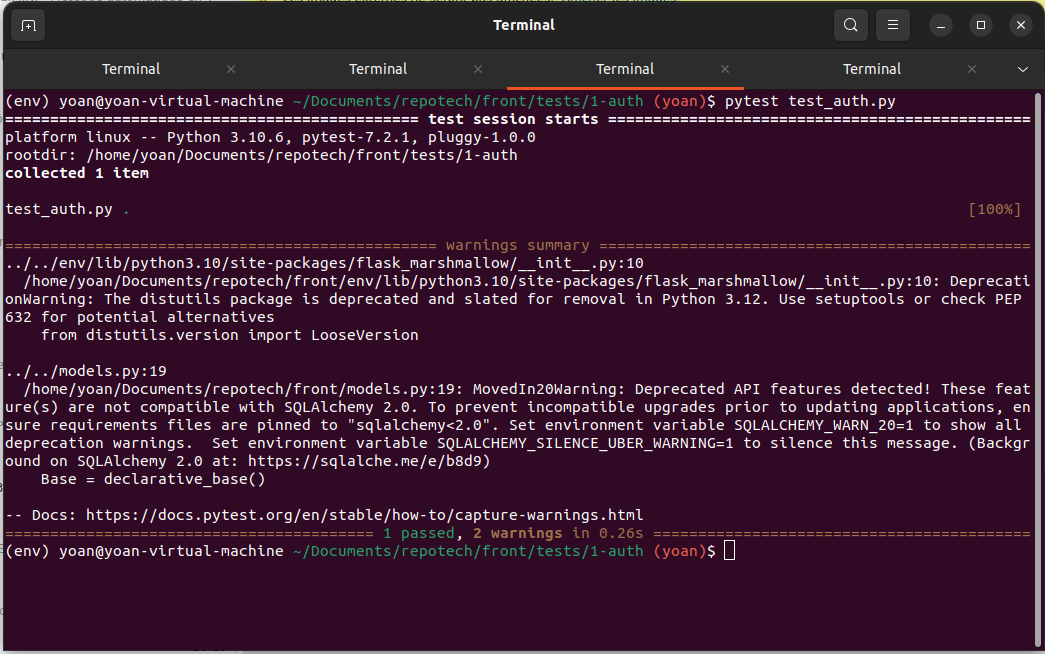 Terminal
Terminal Terminal Terminal Terminal
(env) yoan@yoan-virtual-machine ~/Documents/repotech/front/tests/1-auth (yoan)$ pytest test_auth.py
============================================== test session starts ===============================================
platform linux -- Python 3.10.6, pytest-7.2.1, pluggy-1.0.0
rootdir: /home/yoan/Documents/repotech/front/tests/1-auth
collected 1 item
test_auth.py . [100%]
================================================ warnings summary ================================================
../../env/lib/python3.10/site-packages/flask_marshmallow/__init__.py:10
/home/yoan/Documents/repotech/front/env/lib/python3.10/site-packages/flask_marshmallow/__init__.py:10: Deprecati
onWarning: The distutils package is deprecated and slated for removal in Python 3.12. Use setuptools or check PEP
632 for potential alternatives
from distutils.version import LooseVersion
../../models.py:19
/home/yoan/Documents/repotech/front/models.py:19: MovedIn20Warning: Deprecated API features detected! These feat
ure(s) are not compatible with SQLAlchemy 2.0. To prevent incompatible upgrades prior to updating applications, en
sure requirements files are pinned to "sqlalchemy<2.0". Set environment variable SQLALCHEMY_WARN_20=1 to show all
deprecation warnings.  Set environment variable SQLALCHEMY_SILENCE_UBER_WARNING=1 to silence this message. (Backgr
ound on SQLAlchemy 2.0 at: https://sqlalche.me/e/b8d9)
Base = declarative_base()
-- Docs: https://docs.pytest.org/en/stable/how-to/capture-warnings.html
========================================= 1 passed, 2 warnings in 0.26s ==========================================
(env) yoan@yoan-virtual-machine ~/Documents/repotech/front/tests/1-auth (yoan)$